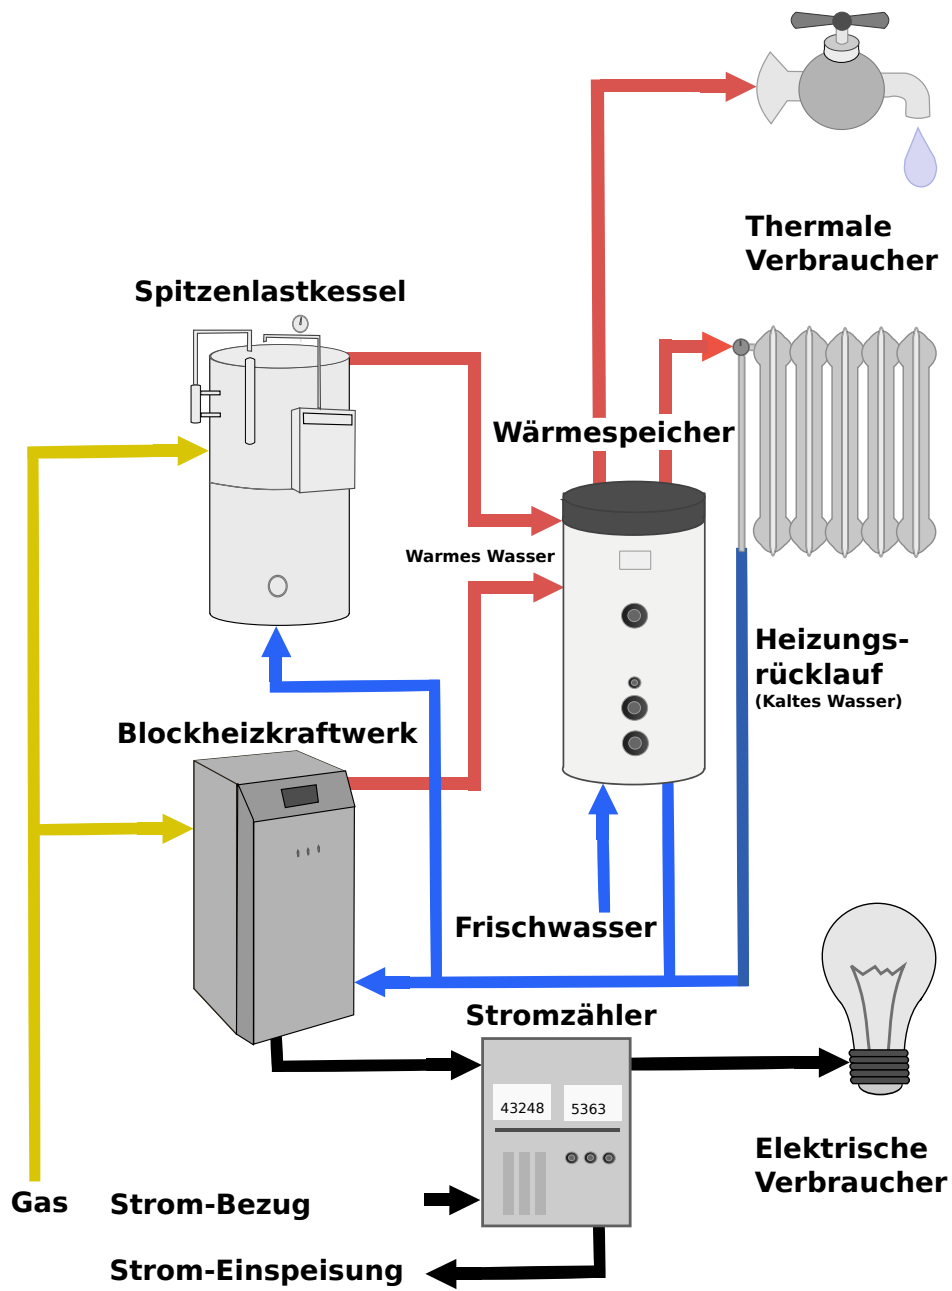 Thermale
Verbraucher
Spitzenlastkessel
Wärmespeicher
Warmes Wasser
Heizungs-
rücklauf
(Kaltes Wasser)
Blockheizkraftwerk
Frischwasser
Stromzähler
43248
5363
Elektrische
Verbraucher
Gas
Strom-Bezug
Strom-Einspeisung